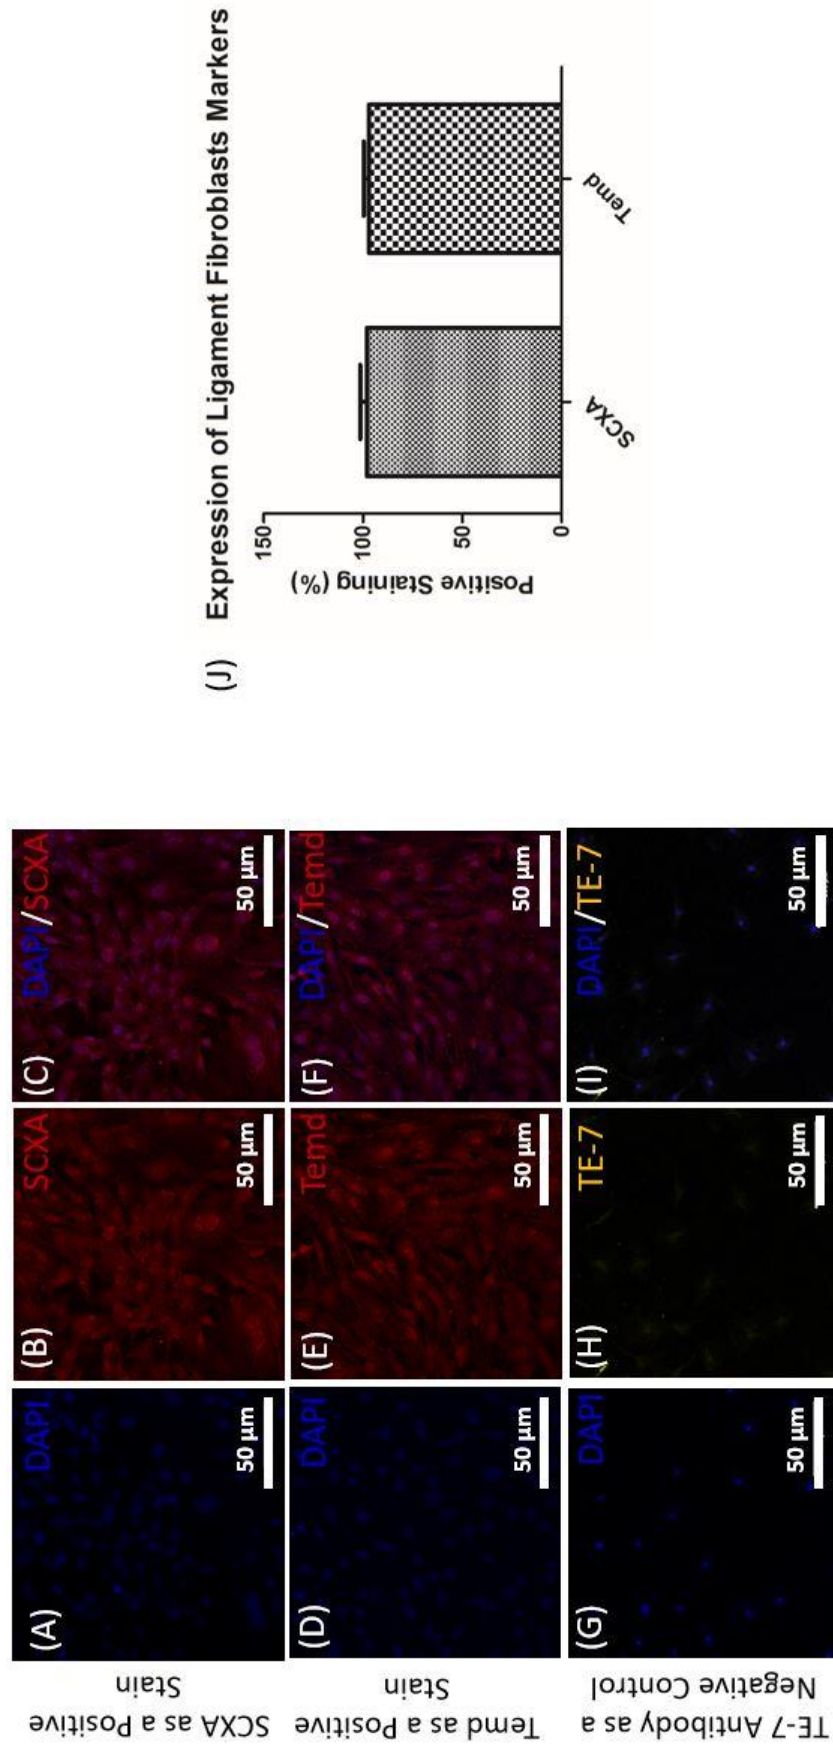 SCXA as a Positive
Stain
(A)
DAPI
50 µm
(B)
SCXA
50 µm
(C)
DAPI/SCXA
50 µm
Temd as a Positive
Stain
(D)
DAPI
50 µm
(E)
Temd
50 µm
(F)
DAPI/Temd
50 µm
TE-7 Antibody as a
Negative Control
(G)
DAPI
50 µm
(H)
TE-7
50 µm
(I)
DAPI/TE-7
50 µm
(J)
Expression of Ligament Fibroblasts Markers
Positive Staining (%)
150
100
50
0
SCXA
Temd